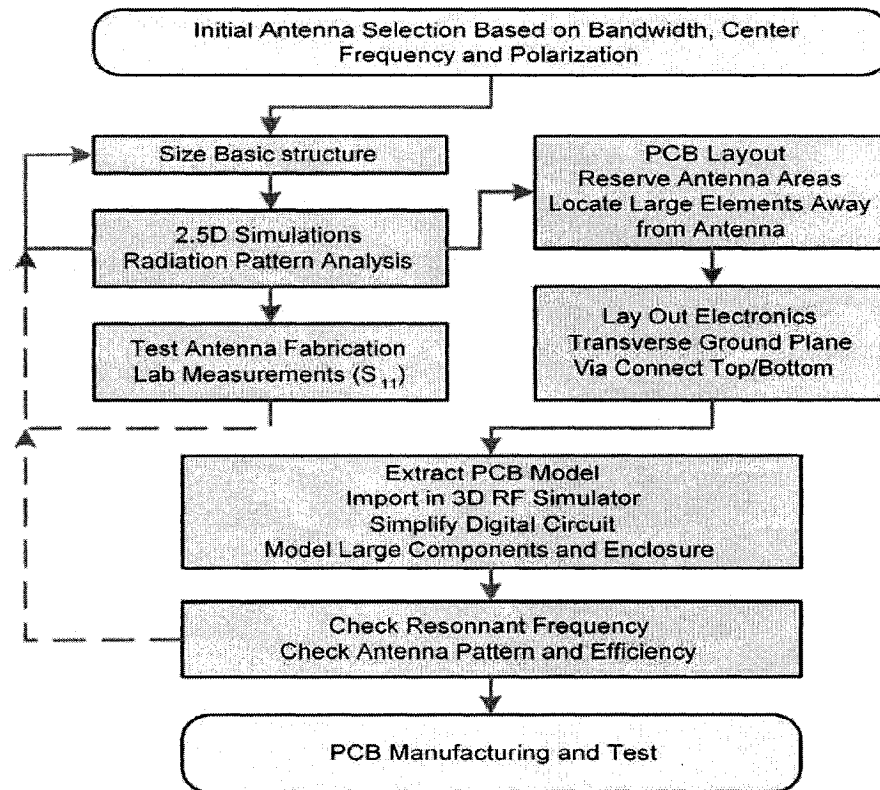 Initial Antenna Selection Based on Bandwidth, Center
Frequency and Polarization
Size Basic structure
2.5D Simulations
Radiation Pattern Analysis
Test Antenna Fabrication
Lab Measurements (S11)
PCB Layout
Reserve Antenna Areas
Locate Large Elements Away
from Antenna
Lay Out Electronics
Transverse Ground Plane
Via Connect Top/Bottom
Extract PCB Model
Import in 3D RF Simulator
Simplify Digital Circuit
Model Large Components and Enclosure
Check Resonnant Frequency
Check Antenna Pattern and Efficiency
PCB Manufacturing and Test